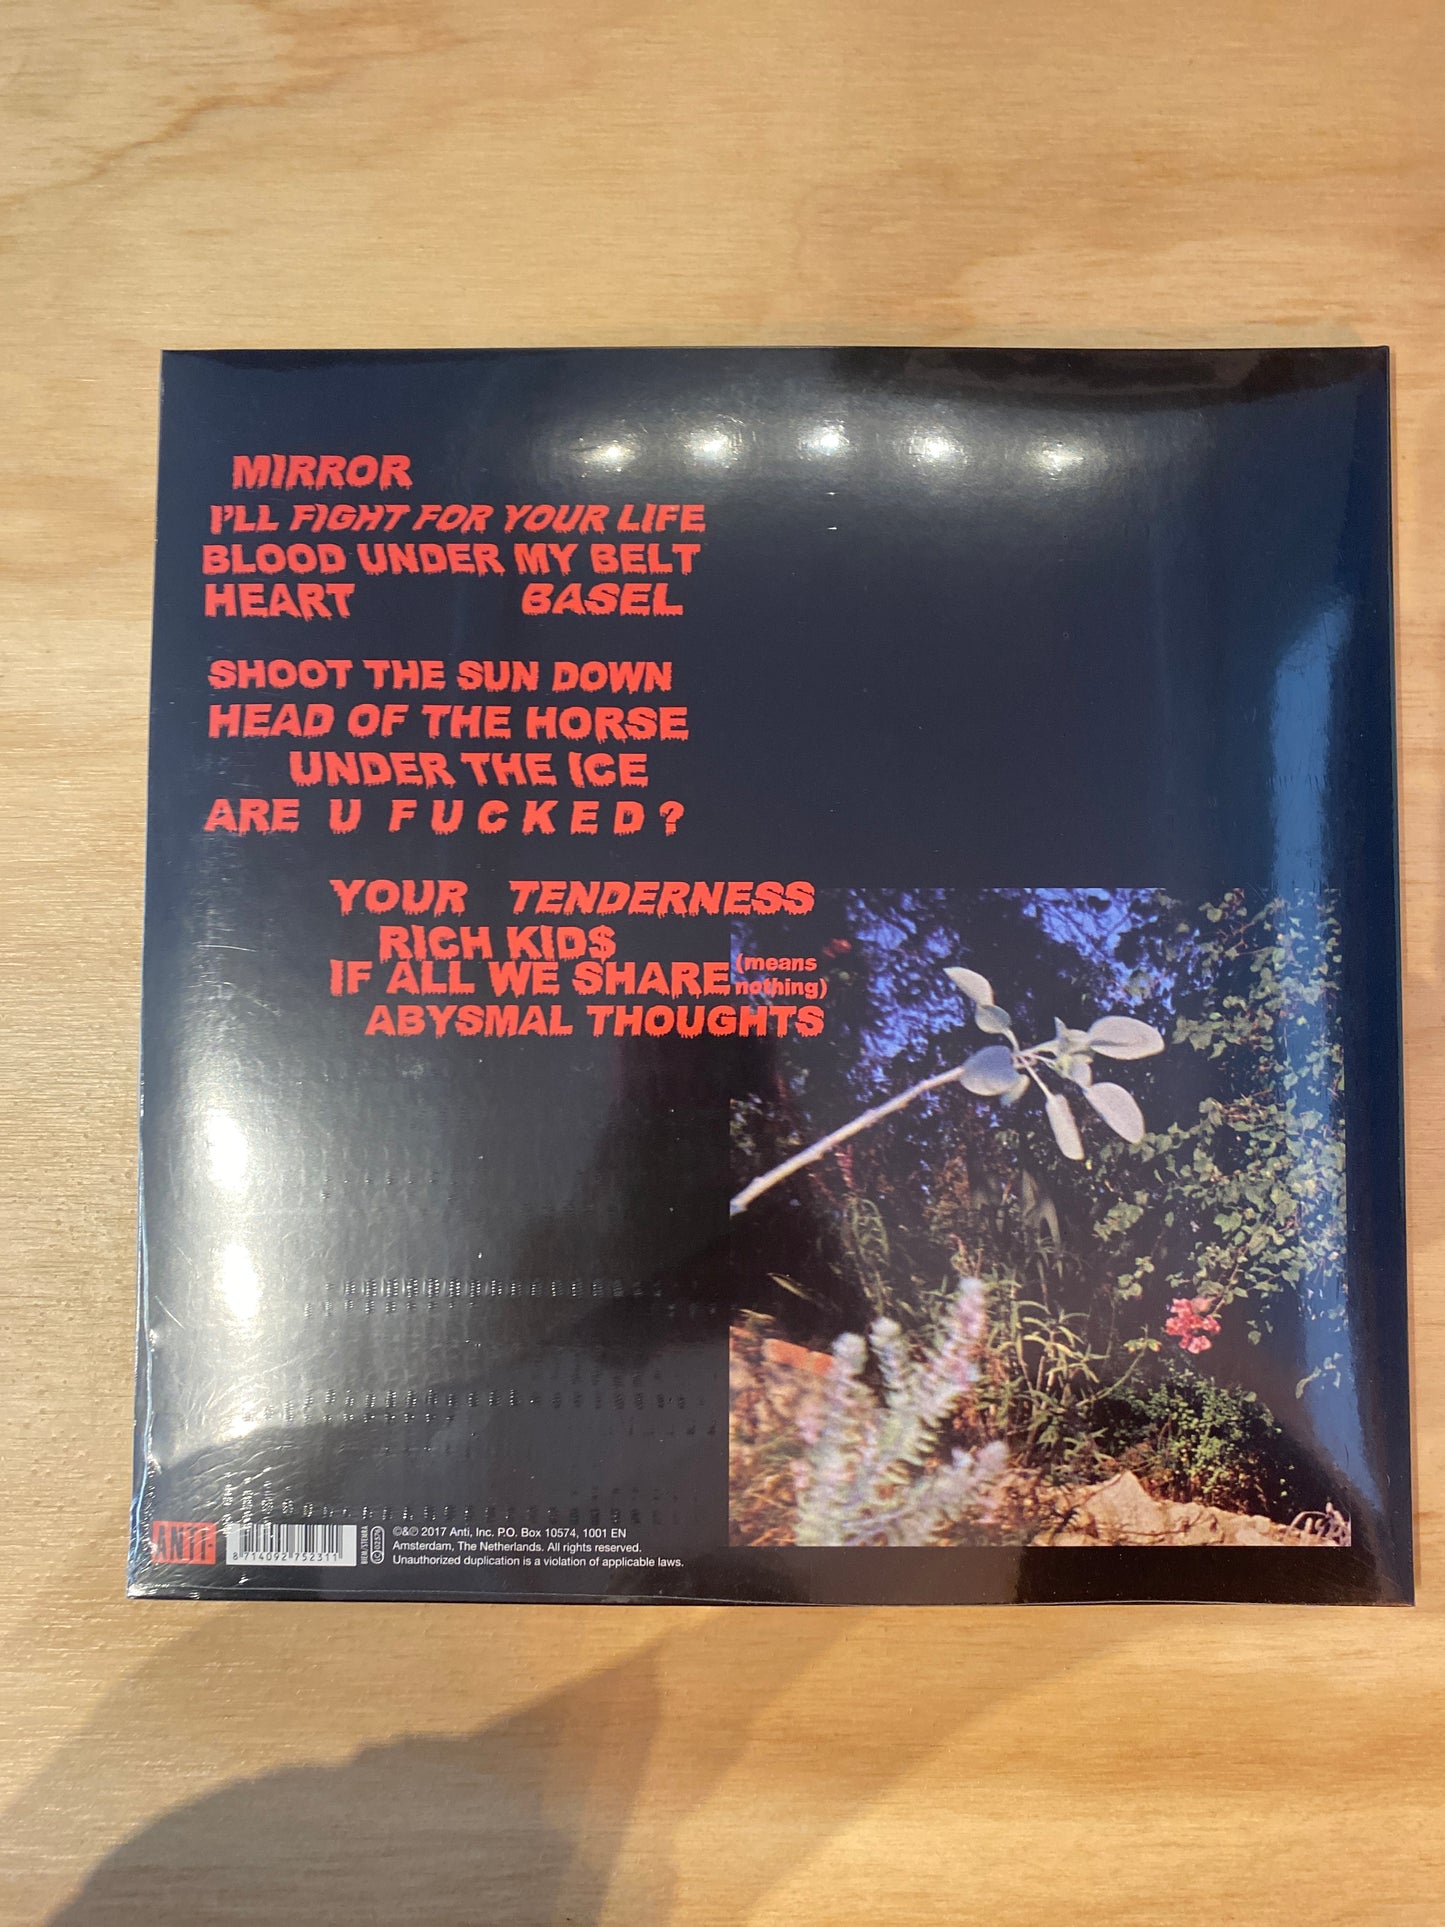 MIRROR
I'LL FIGHT FOR YOUR LIFE
BLOOD UNDER MY BELT
HEART BASEL
SHOOT THE SUN DOWN
HEAD OF THE HORSE
UNDER THE ICE
ARE U FUCKED?
YOUR TENDERNESS
RICH KID$
IF ALL WE SHARE (means nothing)
ABYSMAL THOUGHTS
ANTI-
8 714092 752311
BIEM/STEMRA
©&℗ 2017 Anti, Inc. P.O. Box 10574, 1001 EN
Amsterdam, The Netherlands. All rights reserved.
Unauthorized duplication is a violation of applicable laws.